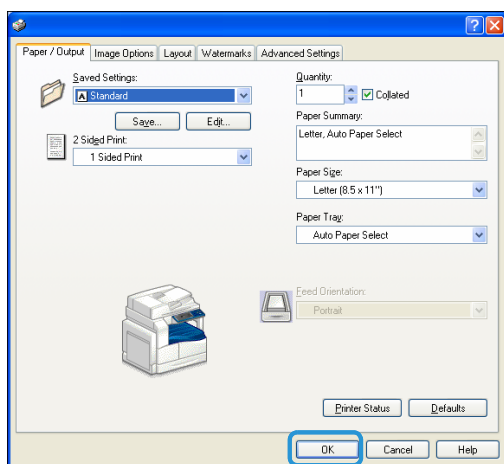 Paper / Output Image Options Layout Watermarks Advanced Settings
Saved Settings:
A Standard
Save... Edit...
2 Sided Print:
1 Sided Print
Quantity:
1 Collated
Paper Summary:
Letter, Auto Paper Select
Paper Size:
Letter (8.5 x 11")
Paper Tray:
Auto Paper Select
Feed Orientation:
Portrait
Printer Status Defaults
OK Cancel Help